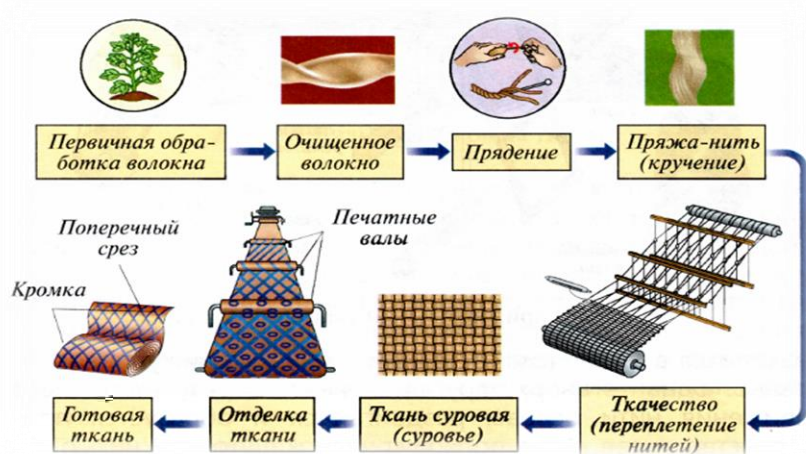 Первичная обра-
ботка волокна
Очищенное
волокно
Прядение
Пряжа-нить
(кручение)
Поперечный
срез
Печатные
валы
Кромка
Готовая
ткань
Отделка
ткани
Ткань суровая
(суровье)
Ткачество
(переплетение
нитей)